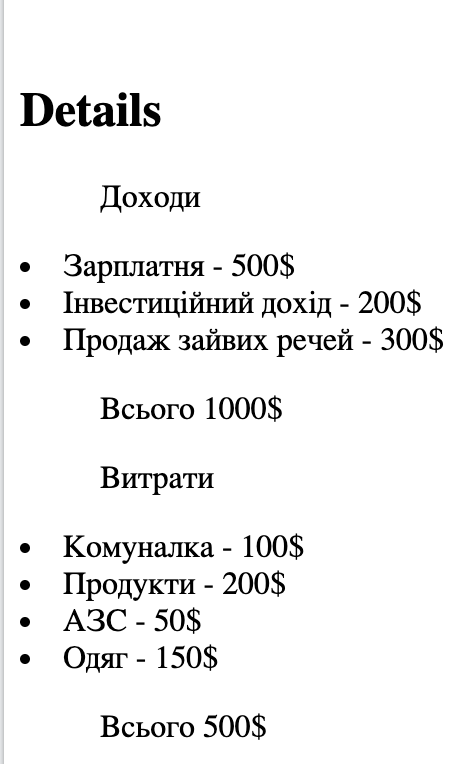 Details
Доходи
Зарплатня - 500$
Інвестиційний дохід - 200$
Продаж зайвих речей - 300$
Всього 1000$
Витрати
Комуналка - 100$
Продукти - 200$
АЗС - 50$
Одяг - 150$
Всього 500$